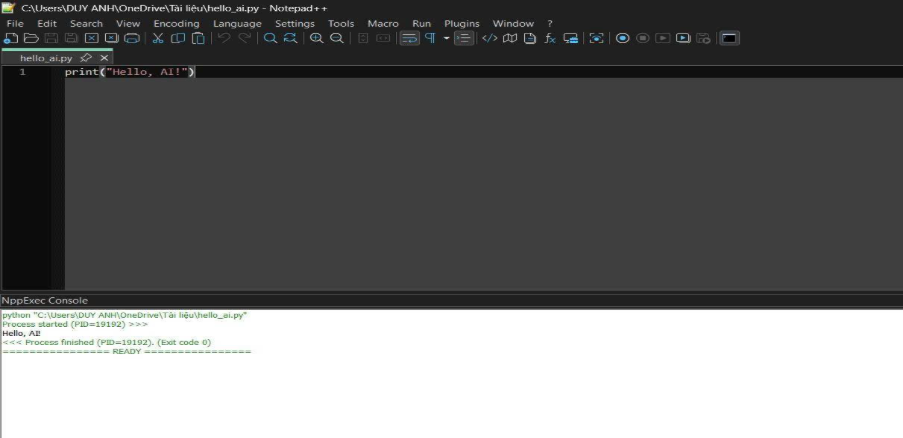 C:\Users\DUY ANH\OneDrive\Tài liệu\hello_ai.py - Notepad++
File Edit Search View Encoding Language Settings Tools Macro Run Plugins Window ?
hello_ai.py
1 print("Hello, AI!")
NppExec Console
python "C:\Users\DUY ANH\OneDrive\Tài liệu\hello_ai.py"
Process started (PID=19192) >>>
Hello, AI!
<<< Process finished (PID=19192). (Exit code 0)
================ READY ================